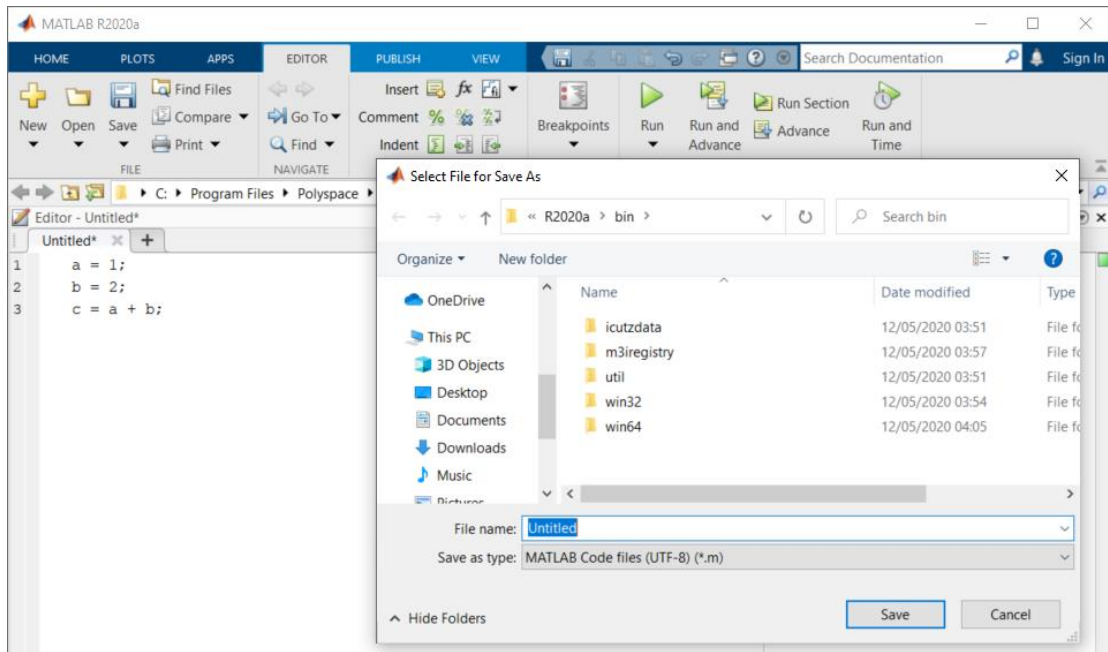 MATLAB R2020a
HOME PLOTS APPS EDITOR PUBLISH VIEW Search Documentation Sign In
New Open Save Find Files Compare Print
FILE
Go To Find
NAVIGATE
Insert fx
Comment % %
Indent
Breakpoints
Run
Run and Advance
Run Section
Advance
Run and Time
C: Program Files Polyspace
Editor - Untitled*
Untitled* +
1 a = 1;
2 b = 2;
3 c = a + b;
Select File for Save As
« R2020a > bin > Search bin
Organize New folder
OneDrive
This PC
3D Objects
Desktop
Documents
Downloads
Music
Pictures
Name Date modified Type
icutzdata 12/05/2020 03:51 File fo
m3iregistry 12/05/2020 03:57 File fo
util 12/05/2020 03:51 File fo
win32 12/05/2020 03:54 File fo
win64 12/05/2020 04:05 File fo
File name: Untitled
Save as type: MATLAB Code files (UTF-8) (*.m)
Hide Folders Save Cancel